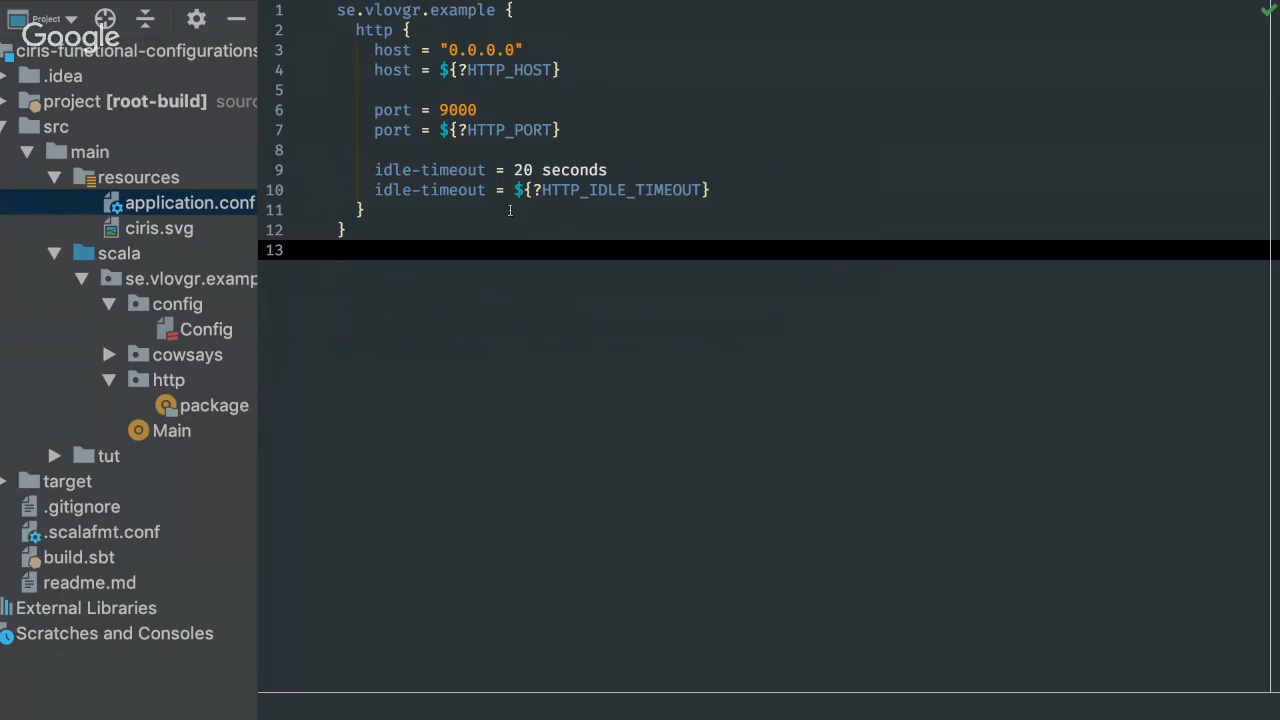 Project
Google
ciris-functional-configurations
.idea
project [root-build] sourc
src
main
resources
application.conf
ciris.svg
scala
se.vlovgr.examp
config
Config
cowsays
http
package
Main
tut
target
.gitignore
.scalafmt.conf
build.sbt
readme.md
External Libraries
Scratches and Consoles
1 se.vlovgr.example {
2 http {
3 host = "0.0.0.0"
4 host = ${?HTTP_HOST}
5
6 port = 9000
7 port = ${?HTTP_PORT}
8
9 idle-timeout = 20 seconds
10 idle-timeout = ${?HTTP_IDLE_TIMEOUT}
11 }
12 }
13